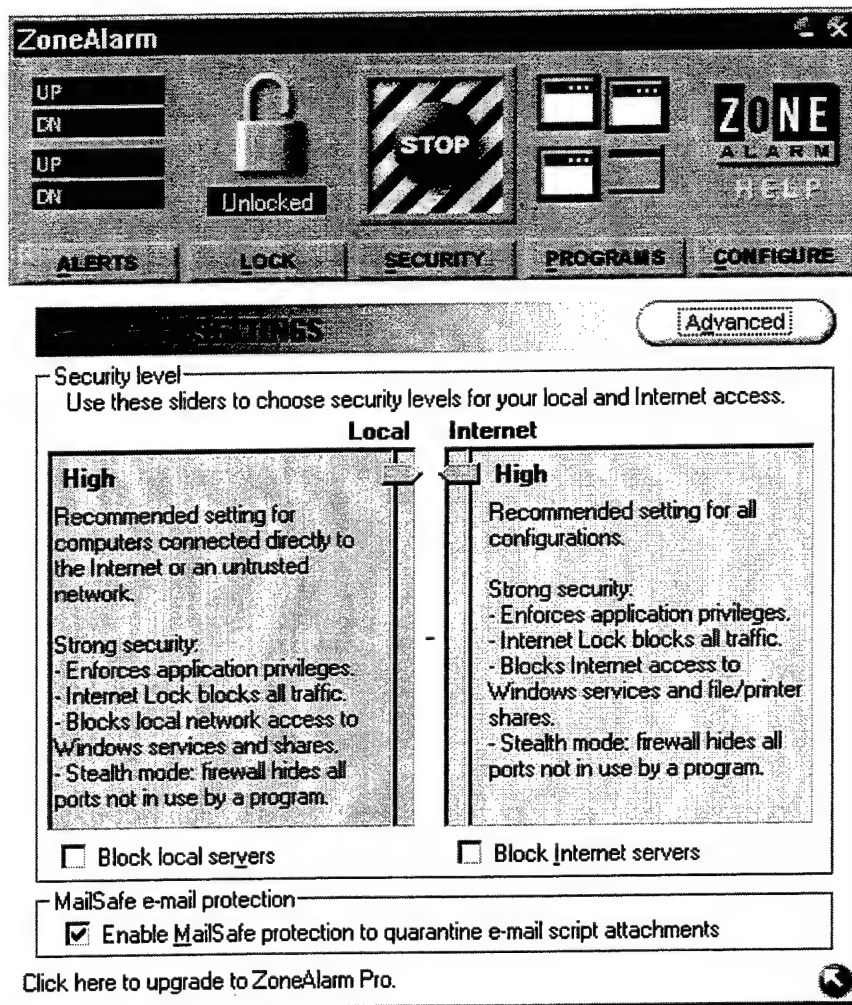 ZoneAlarm
UP
DN
UP
DN
Unlocked
STOP
ZONE
ALARM
HELP
ALERTS
LOCK
SECURITY
PROGRAMS
CONFIGURE
SETTINGS
Advanced
Security level
Use these sliders to choose security levels for your local and Internet access.
Local
Internet
High
Recommended setting for
computers connected directly to
the Internet or an untrusted
network.
Strong security:
- Enforces application privileges.
- Internet Lock blocks all traffic.
- Blocks local network access to
Windows services and shares.
- Stealth mode: firewall hides all
ports not in use by a program.
High
Recommended setting for all
configurations.
Strong security:
- Enforces application privileges.
- Internet Lock blocks all traffic.
- Blocks Internet access to
Windows services and file/printer
shares.
- Stealth mode: firewall hides all
ports not in use by a program.
Block local servers
Block Internet servers
MailSafe e-mail protection
Enable MailSafe protection to quarantine e-mail script attachments
Click here to upgrade to ZoneAlarm Pro.